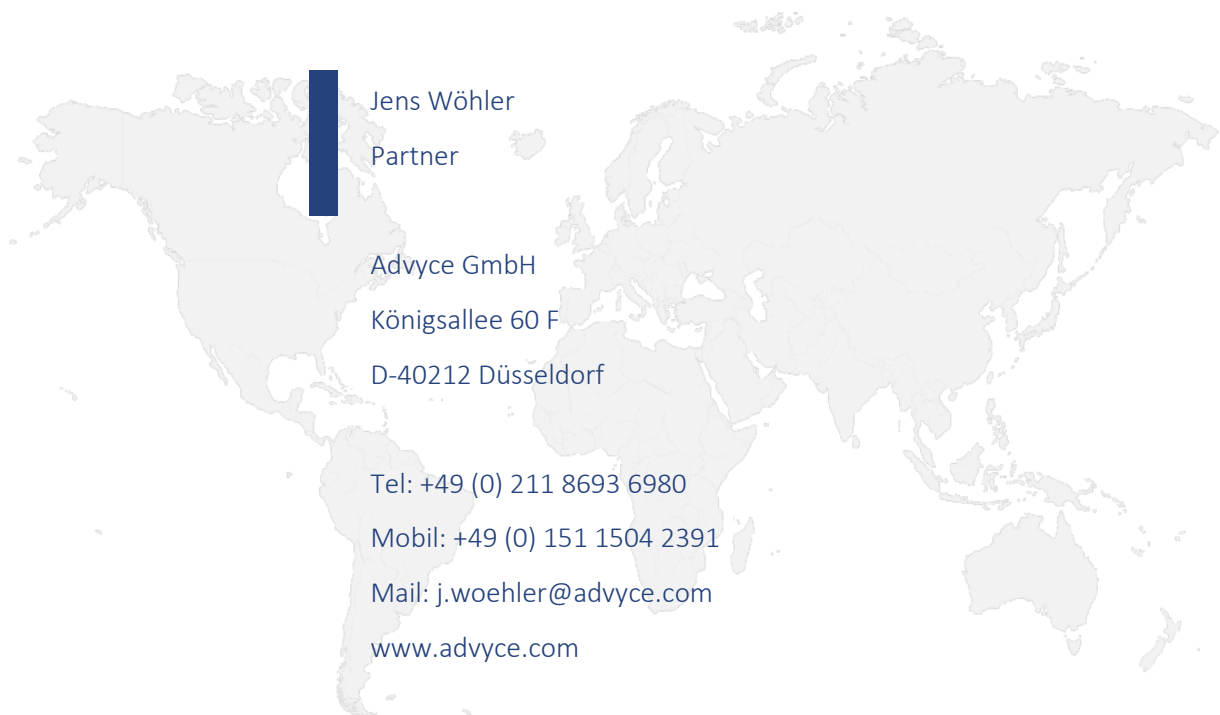 Jens Wöhler
Partner
Advyce GmbH
Königsallee 60 F
D-40212 Düsseldorf
Tel: +49 (0) 211 8693 6980
Mobil: +49 (0) 151 1504 2391
Mail: j.woehler@advyce.com
www.advyce.com